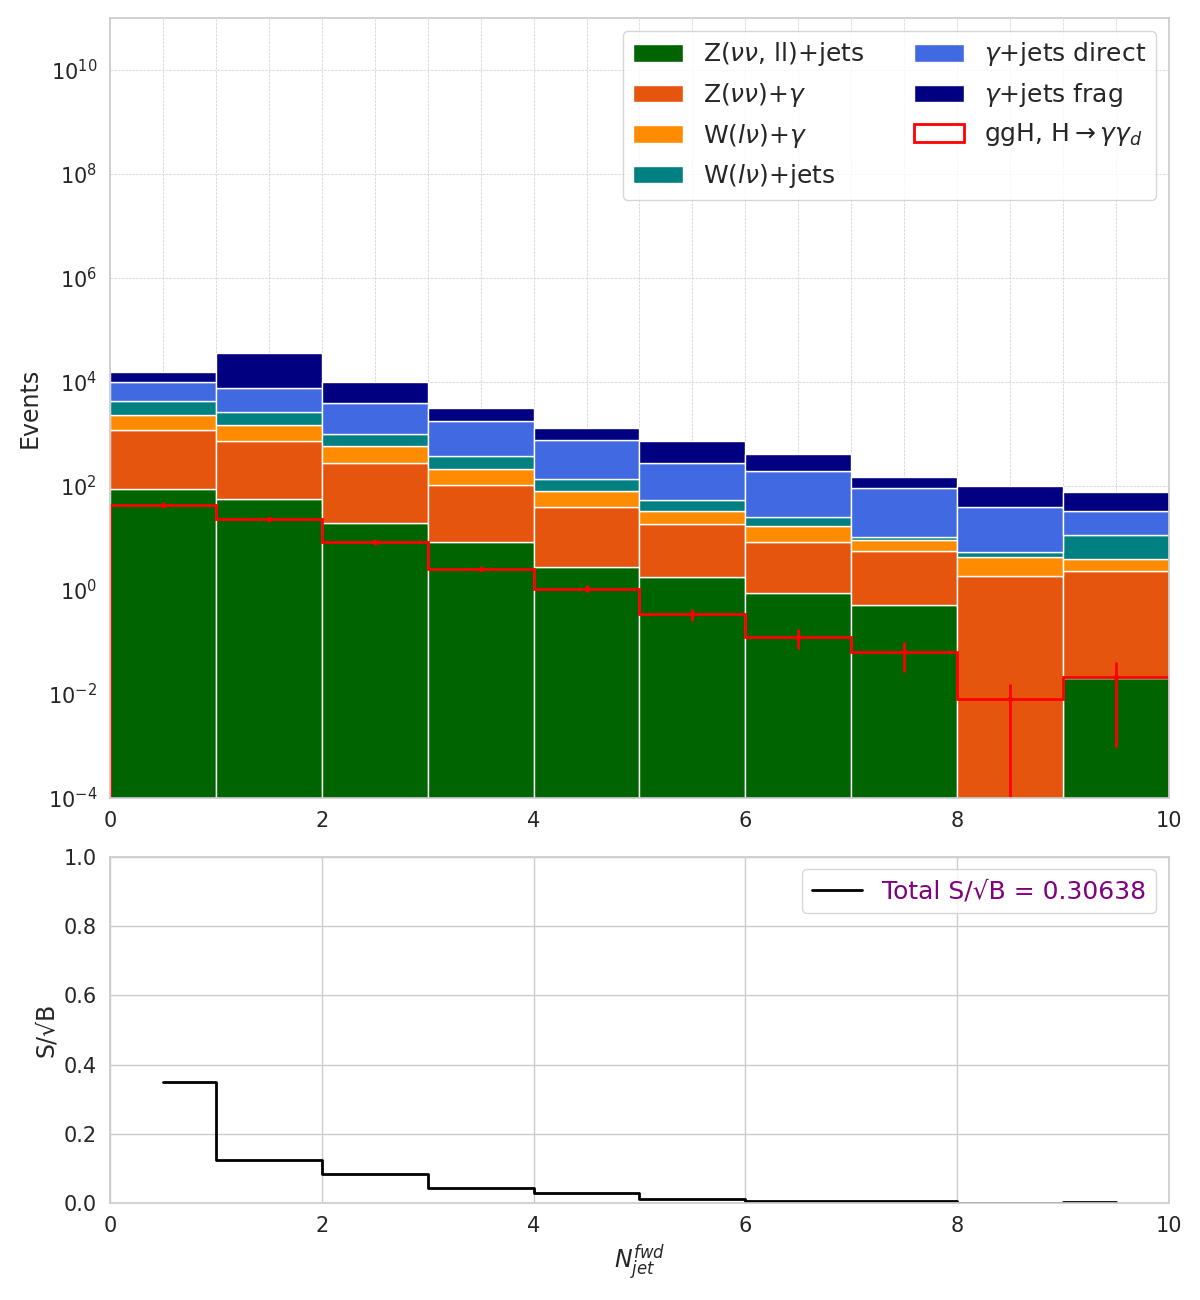 Z(νν, ll)+jets
Z(νν)+γ
W(lν)+γ
W(lν)+jets
γ+jets direct
γ+jets frag
ggH, H→γγ_d
Events
10^10
10^8
10^6
10^4
10^2
10^0
10^−2
10^−4
0 2 4 6 8 10
Total S/√B = 0.30638
S/√B
1.0
0.8
0.6
0.4
0.2
0.0
0 2 4 6 8 10
N_jet^fwd